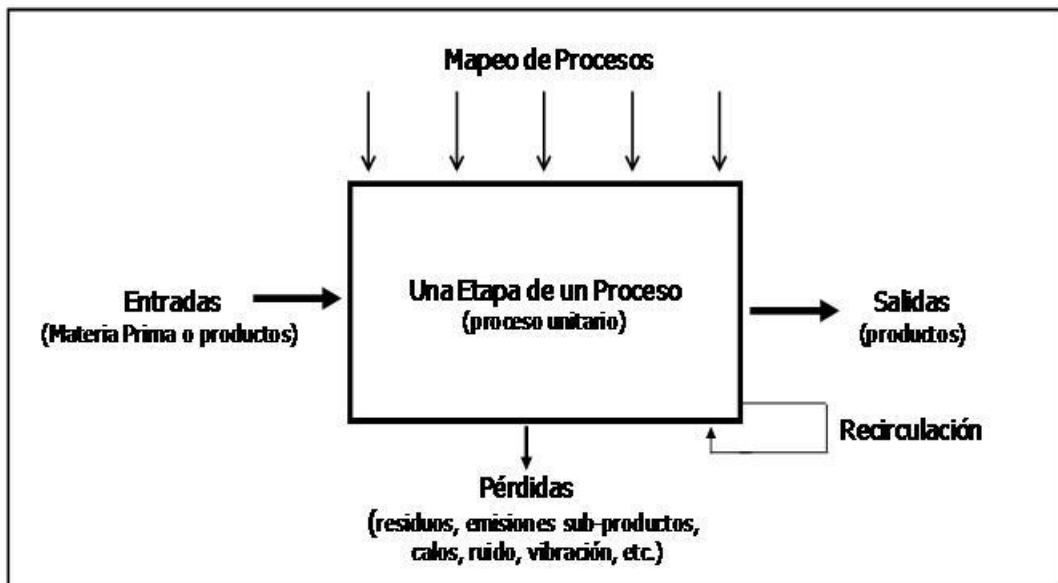 Mapeo de Procesos
Una Etapa de un Proceso
(proceso unitario)
Entradas
(Materia Prima o productos)
Salidas
(productos)
Recirculación
Pérdidas
(residuos, emisiones sub-productos,
calos, ruido, vibración, etc.)